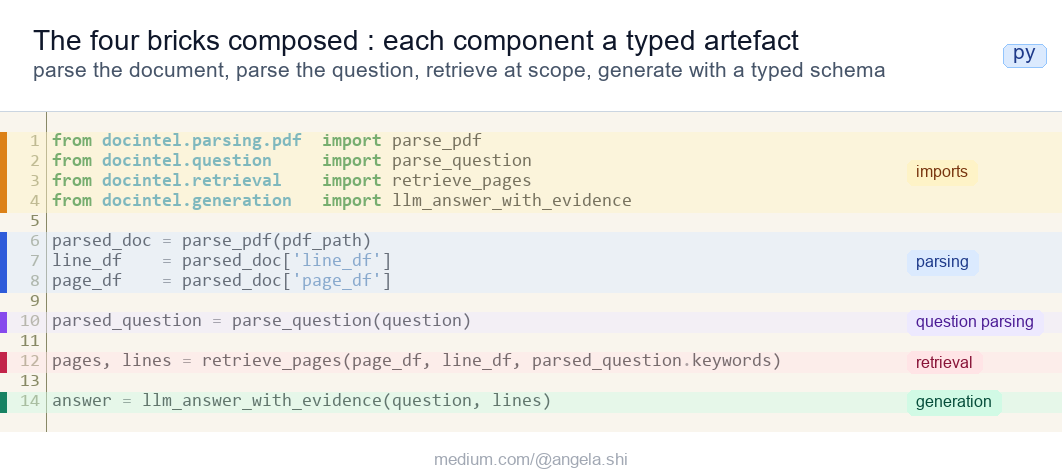 The four bricks composed : each component a typed artefact
parse the document, parse the question, retrieve at scope, generate with a typed schema
py
1 from docintel.parsing.pdf  import parse_pdf
2 from docintel.question     import parse_question
3 from docintel.retrieval    import retrieve_pages
4 from docintel.generation   import llm_answer_with_evidence
imports
5
6 parsed_doc = parse_pdf(pdf_path)
7 line_df    = parsed_doc['line_df']
8 page_df    = parsed_doc['page_df']
parsing
9
10 parsed_question = parse_question(question)
question parsing
11
12 pages, lines = retrieve_pages(page_df, line_df, parsed_question.keywords)
retrieval
13
14 answer = llm_answer_with_evidence(question, lines)
generation
medium.com/@angela.shi